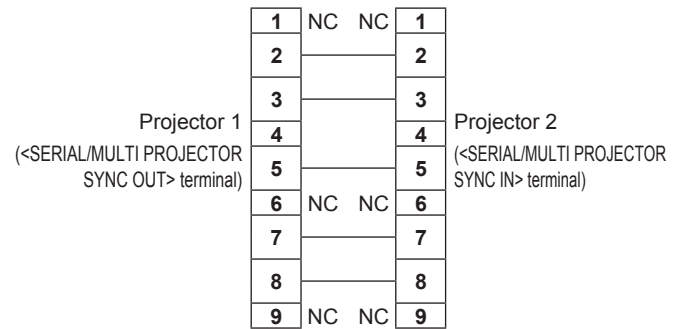 1 NC NC 1
2 2
3 3
Projector 1
4 4
Projector 2
(<SERIAL/MULTI PROJECTOR
SYNC OUT> terminal)
(<SERIAL/MULTI PROJECTOR
SYNC IN> terminal)
5 5
6 NC NC 6
7 7
8 8
9 NC NC 9